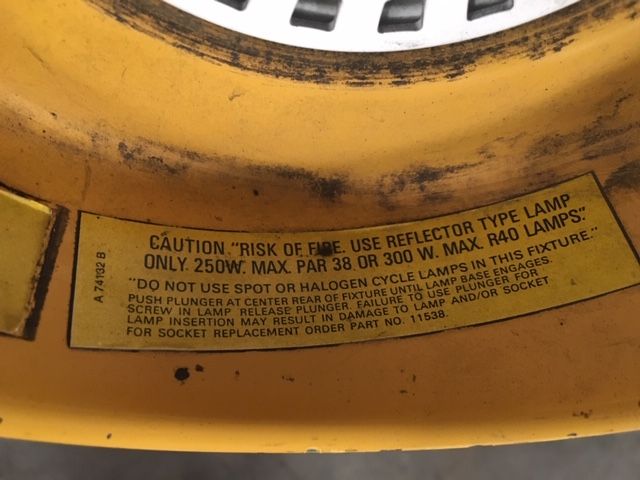 CAUTION. "RISK OF FIRE. USE REFLECTOR TYPE LAMP
ONLY. 250W. MAX. PAR 38 OR 300 W. MAX. R40 LAMPS."
"DO NOT USE SPOT OR HALOGEN CYCLE LAMPS IN THIS FIXTURE."
PUSH PLUNGER AT CENTER REAR OF FIXTURE UNTIL LAMP BASE ENGAGES.
SCREW IN LAMP RELEASE PLUNGER. FAILURE TO USE PLUNGER FOR
LAMP INSERTION MAY RESULT IN DAMAGE TO LAMP AND/OR SOCKET
FOR SOCKET REPLACEMENT ORDER PART NO. 11538.
A 74132 B